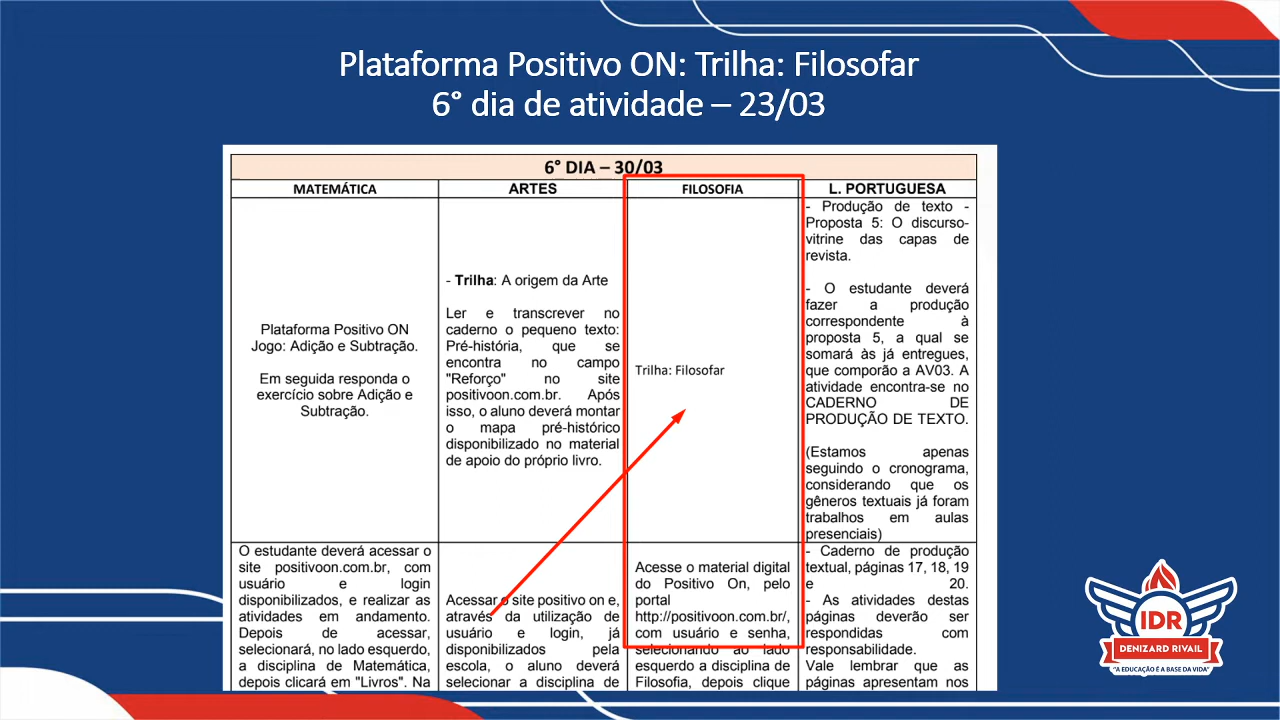 Plataforma Positivo ON: Trilha: Filosofar
6° dia de atividade – 23/03
6° DIA – 30/03
MATEMÁTICA
ARTES
FILOSOFIA
L. PORTUGUESA
Plataforma Positivo ON
Jogo: Adição e Subtração.
Em seguida responda o
exercício sobre Adição e
Subtração.
- Trilha: A origem da Arte
Ler e transcrever no
caderno o pequeno texto:
Pré-história, que se
encontra no campo
"Reforço" no site
positivoon.com.br. Após
isso, o aluno deverá montar
o mapa pré-histórico
disponibilizado no material
de apoio do próprio livro.
Trilha: Filosofar
- Produção de texto -
Proposta 5: O discurso-
vitrine das capas de
revista.
- O estudante deverá
fazer a produção
correspondente à
proposta 5, a qual se
somará às já entregues,
que comporão a AV03. A
atividade encontra-se no
CADERNO DE
PRODUÇÃO DE TEXTO.
(Estamos apenas
seguindo o cronograma,
considerando que os
gêneros textuais já foram
trabalhos em aulas
presenciais)
O estudante deverá acessar o
site positivoon.com.br, com
usuário e login
disponibilizados, e realizar as
atividades em andamento.
Depois de acessar,
selecionará, no lado esquerdo,
a disciplina de Matemática,
depois clicará em "Livros". Na
Acessar o site positivo on e,
através da utilização de
usuário e login, já
disponibilizados pela
escola, o aluno deverá
selecionar a disciplina de
Acesse o material digital
do Positivo On, pelo
portal
http://positivoon.com.br/,
com usuário e senha,
selecionando ao lado
esquerdo a disciplina de
Filosofia, depois clique
- Caderno de produção
textual, páginas 17, 18, 19
e 20.
- As atividades destas
páginas deverão ser
respondidas com
responsabilidade.
Vale lembrar que as
páginas apresentam nos
IDR
DENIZARD RIVAIL
"A EDUCAÇÃO É A BASE DA VIDA"